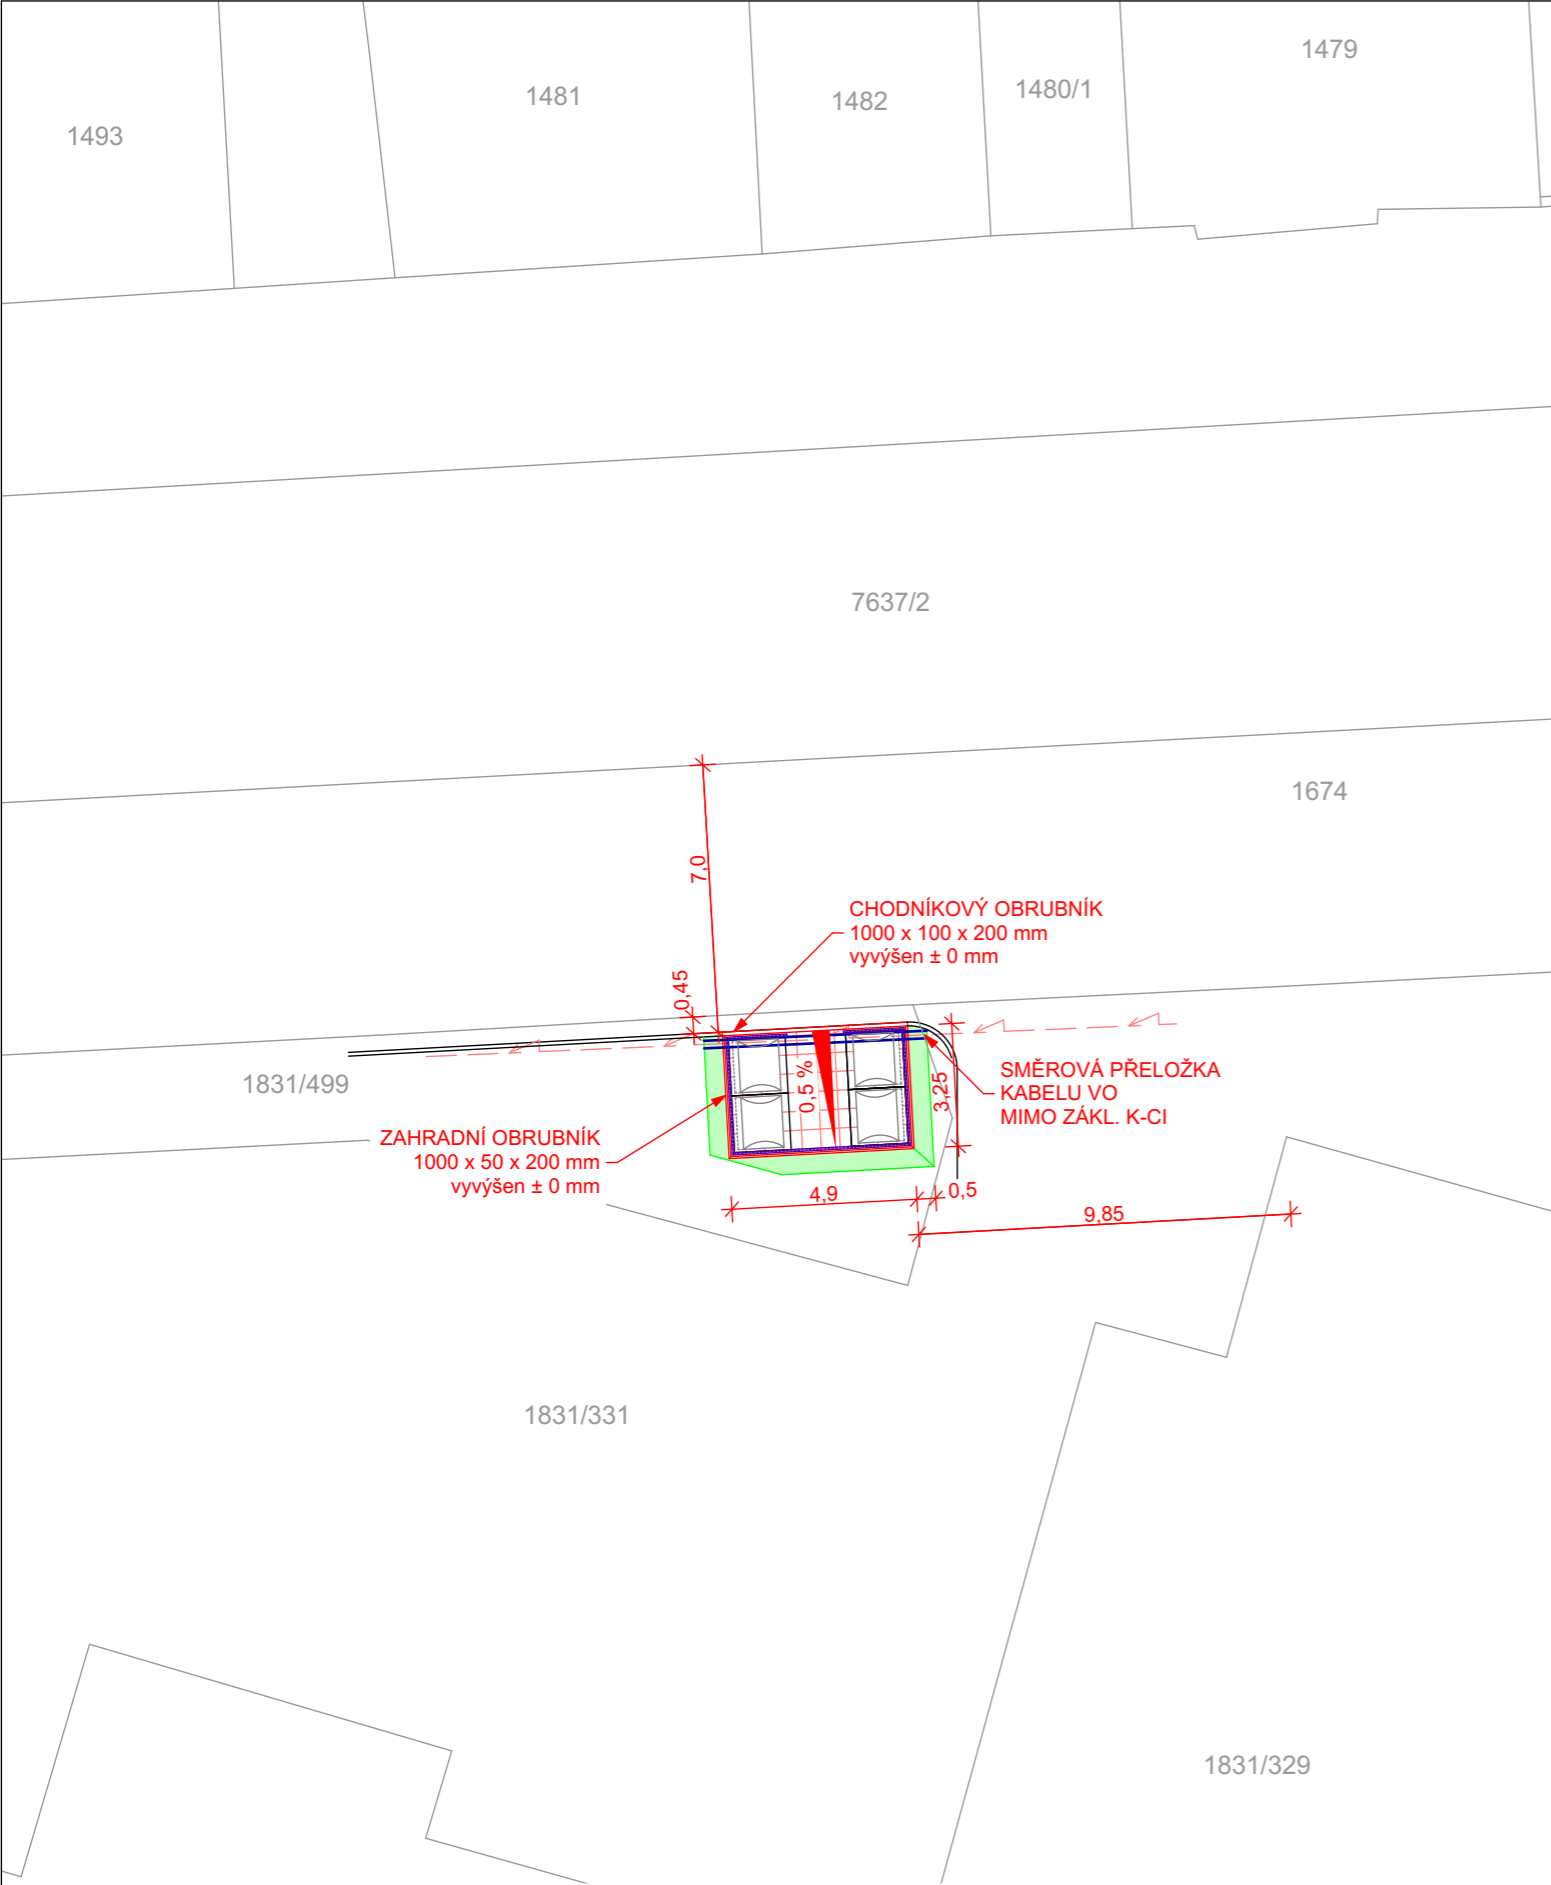 1479
1480/1
1481
1482
1493
7637/2
1674
7,0
CHODNÍKOVÝ OBRUBNÍK
1000 x 100 x 200 mm
vyvýšen ± 0 mm
0,45
1831/499
0,5 %
3,25
SMĚROVÁ PŘELOŽKA
KABELU VO
MIMO ZÁKL. K-CI
ZAHRADNÍ OBRUBNÍK
1000 x 50 x 200 mm
vyvýšen ± 0 mm
4,9
0,5
9,85
1831/331
1831/329